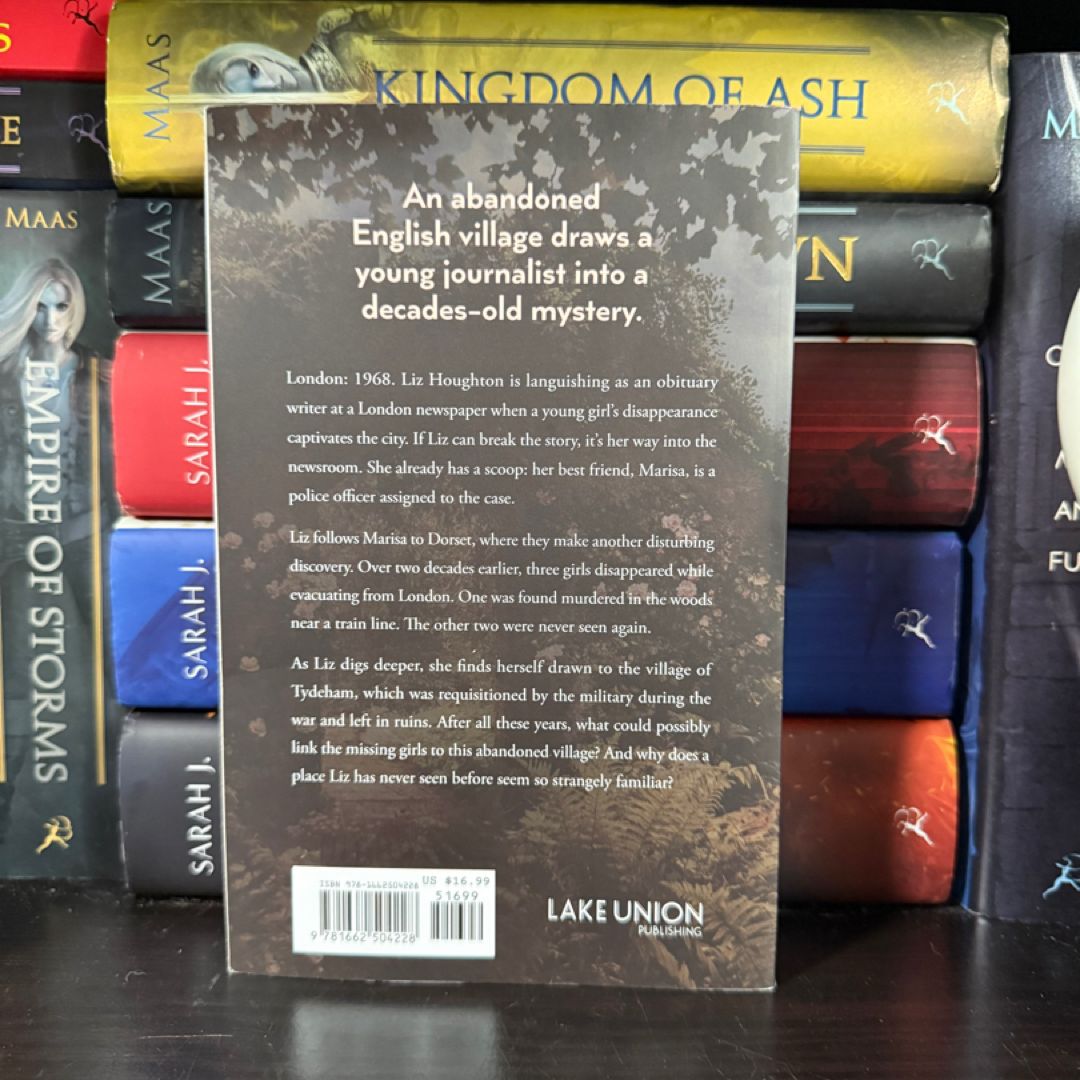 S
MAAS
KINGDOM OF ASH
E
MAAS
EMPIRE OF STORMS
MAAS
WN
SARAH J.
SARAH J.
SARAH J.
An abandoned
English village draws a
young journalist into a
decades-old mystery.
London: 1968. Liz Houghton is languishing as an obituary
writer at a London newspaper when a young girl's disappearance
captivates the city. If Liz can break the story, it's her way into the
newsroom. She already has a scoop: her best friend, Marisa, is a
police officer assigned to the case.
Liz follows Marisa to Dorset, where they make another disturbing
discovery. Over two decades earlier, three girls disappeared while
evacuating from London. One was found murdered in the woods
near a train line. The other two were never seen again.
As Liz digs deeper, she finds herself drawn to the village of
Tydeham, which was requisitioned by the military during the
war and left in ruins. After all these years, what could possibly
link the missing girls to this abandoned village? And why does a
place Liz has never seen before seem so strangely familiar?
ISBN 978-1662504228
US $16.99
51699
9 781662 504228
LAKE UNION
PUBLISHING
M
AN
FU